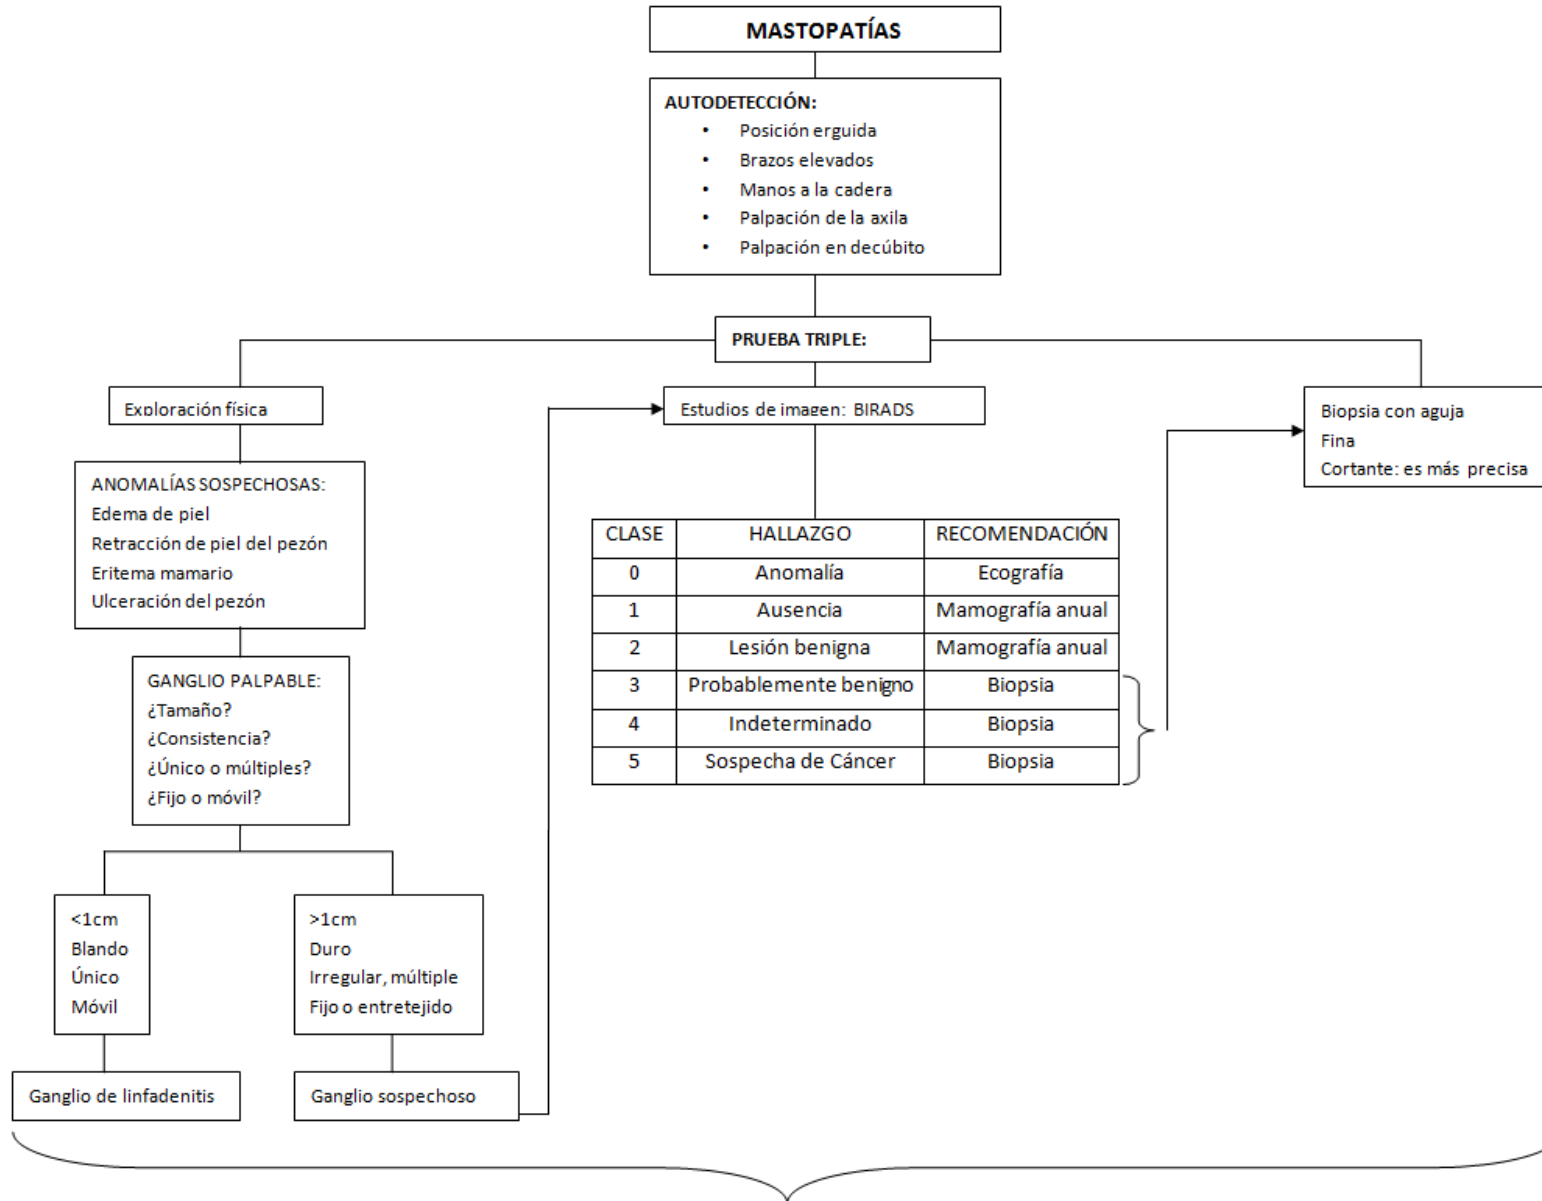 MASTOPATÍAS
AUTODETECCIÓN:
• Posición erguida
• Brazos elevados
• Manos a la cadera
• Palpación de la axila
• Palpación en decúbito
PRUEBA TRIPLE:
Exploración física
ANOMALÍAS SOSPECHOSAS:
Edema de piel
Retracción de piel del pezón
Eritema mamario
Ulceración del pezón
GANGLIO PALPABLE:
¿Tamaño?
¿Consistencia?
¿Único o múltiples?
¿Fijo o móvil?
<1cm
Blando
Único
Móvil
Ganglio de linfadenitis
>1cm
Duro
Irregular, múltiple
Fijo o entretejido
Ganglio sospechoso
Estudios de imagen: BIRADS
CLASE HALLAZGO RECOMENDACIÓN
0 Anomalía Ecografía
1 Ausencia Mamografía anual
2 Lesión benigna Mamografía anual
3 Probablemente benigno Biopsia
4 Indeterminado Biopsia
5 Sospecha de Cáncer Biopsia
Biopsia con aguja
Fina
Cortante: es más precisa